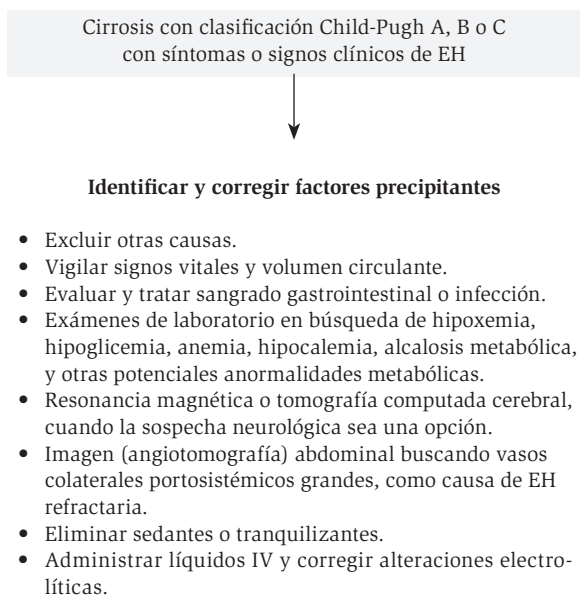 Cirrosis con clasificación Child-Pugh A, B o C
con síntomas o signos clínicos de EH
Identificar y corregir factores precipitantes
• Excluir otras causas.
• Vigilar signos vitales y volumen circulante.
• Evaluar y tratar sangrado gastrointestinal o infección.
• Exámenes de laboratorio en búsqueda de hipoxemia,
hipoglicemia, anemia, hipocalemia, alcalosis metabólica,
y otras potenciales anormalidades metabólicas.
• Resonancia magnética o tomografía computada cerebral,
cuando la sospecha neurológica sea una opción.
• Imagen (angiotomografía) abdominal buscando vasos
colaterales portosistémicos grandes, como causa de EH
refractaria.
• Eliminar sedantes o tranquilizantes.
• Administrar líquidos IV y corregir alteraciones electro-
líticas.